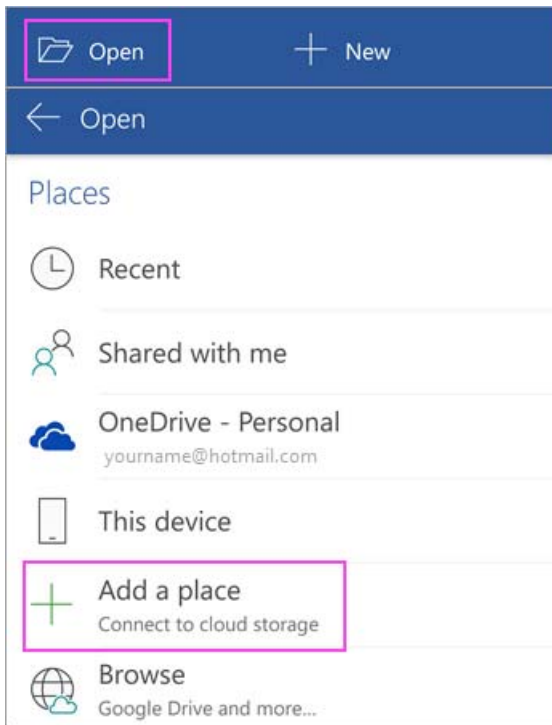 Open New
Open
Places
Recent
Shared with me
OneDrive - Personal
yourname@hotmail.com
This device
Add a place
Connect to cloud storage
Browse
Google Drive and more...